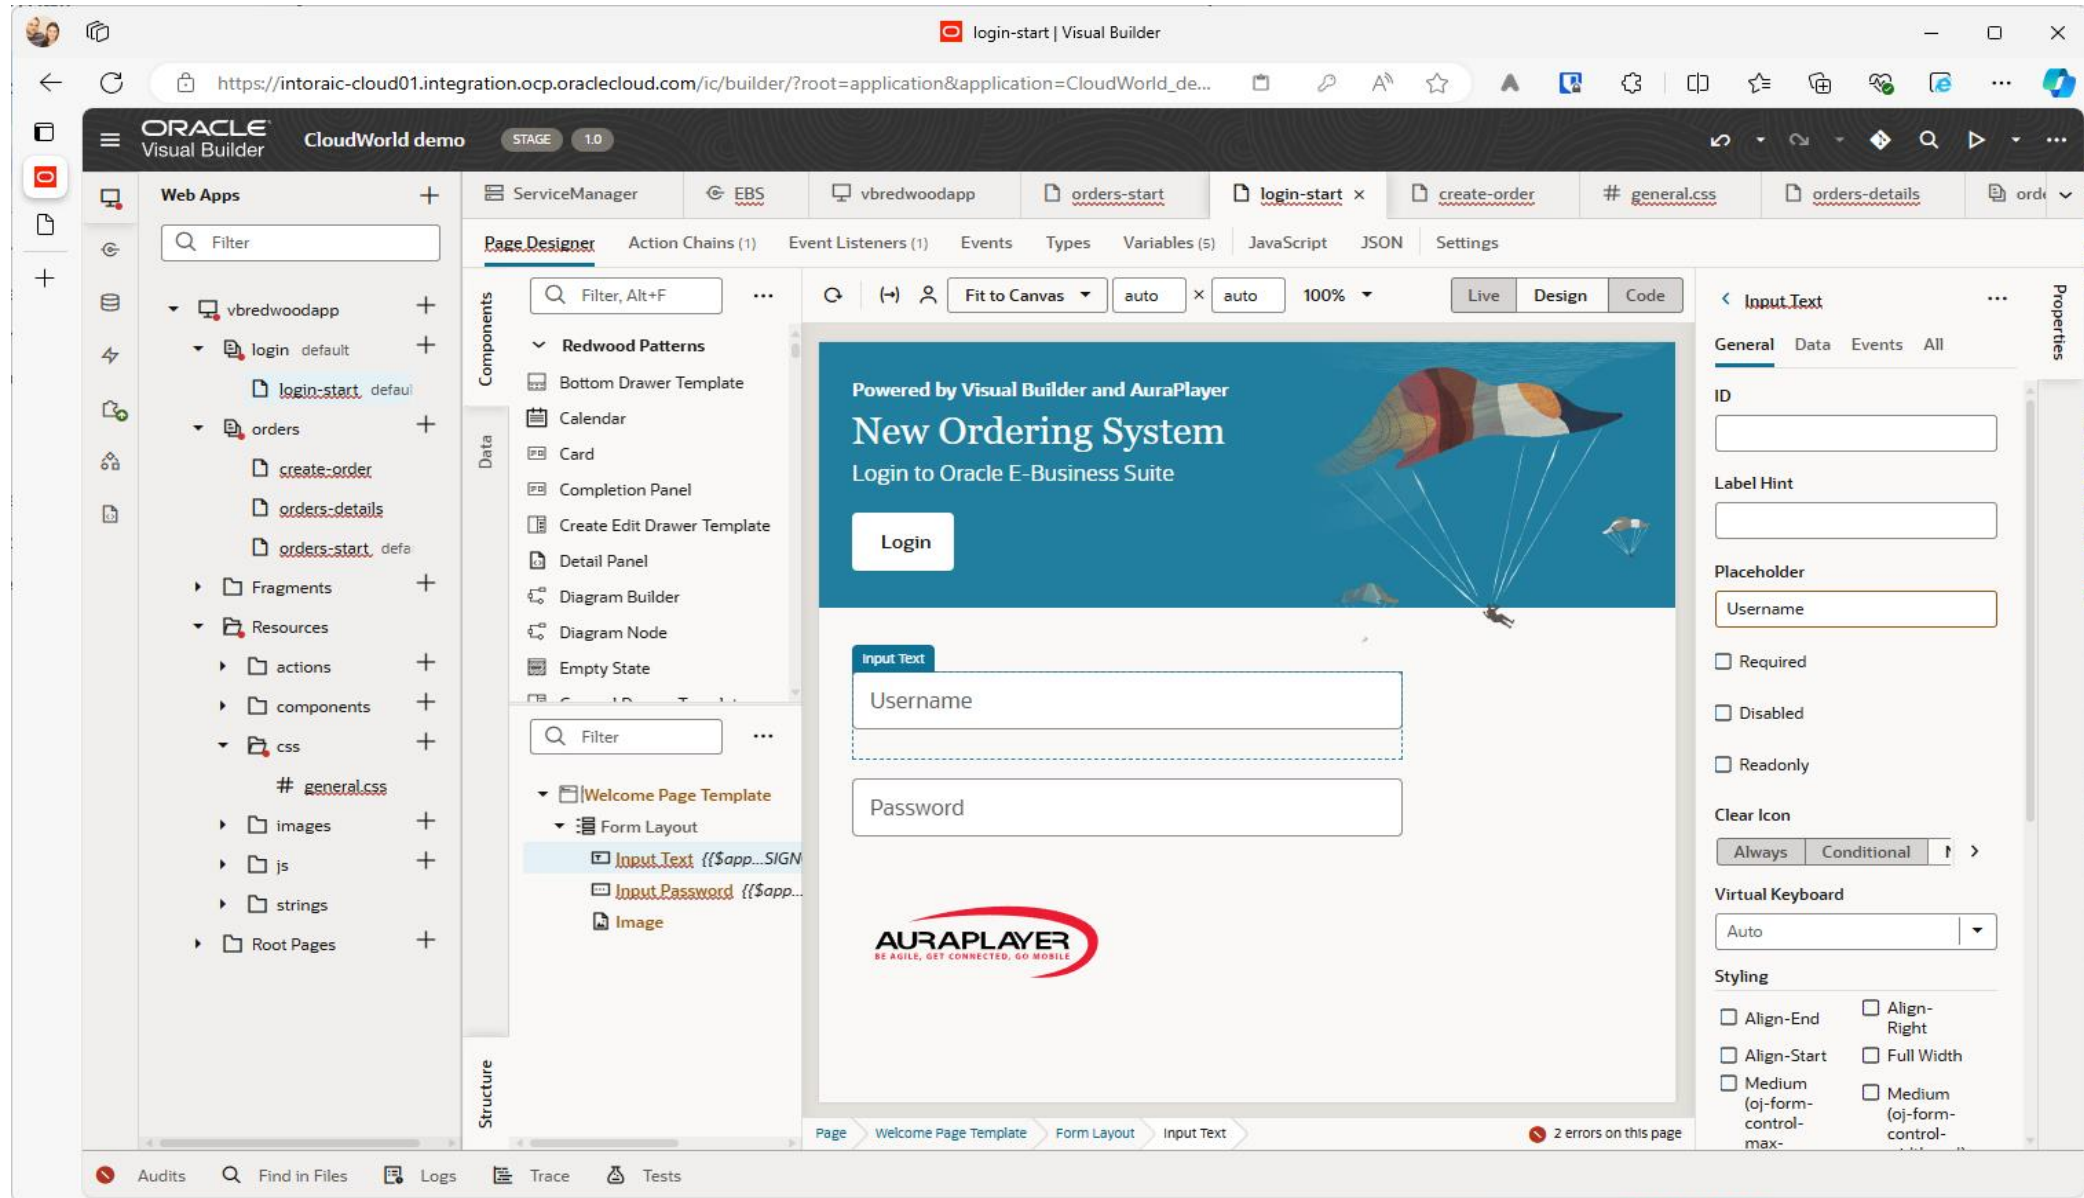 login-start | Visual Builder
https://intoraic-cloud01.integration.ocp.oraclecloud.com/ic/builder/?root=application&application=CloudWorld_de...
ORACLE
Visual Builder
CloudWorld demo
STAGE
1.0
Web Apps
Filter
vbredwoodapp
login default
login-start defaul
orders
create-order
orders-details
orders-start defa
Fragments
Resources
actions
components
css
# general.css
images
js
strings
Root Pages
ServiceManager
EBS
vbredwoodapp
orders-start
login-start ×
create-order
# general.css
orders-details
orde
Page Designer
Action Chains (1)
Event Listeners (1)
Events
Types
Variables (5)
JavaScript
JSON
Settings
Components
Data
Structure
Filter, Alt+F
Redwood Patterns
Bottom Drawer Template
Calendar
Card
Completion Panel
Create Edit Drawer Template
Detail Panel
Diagram Builder
Diagram Node
Empty State
Filter
Welcome Page Template
Form Layout
Input Text {{$app...SIGN
Input Password {{$app...
Image
Fit to Canvas
auto × auto
100%
Live
Design
Code
Powered by Visual Builder and AuraPlayer
New Ordering System
Login to Oracle E-Business Suite
Login
Input Text
Username
Password
AURAPLAYER
BE AGILE, GET CONNECTED, GO MOBILE
Page
Welcome Page Template
Form Layout
Input Text
2 errors on this page
Input Text
Properties
General
Data
Events
All
ID
Label Hint
Placeholder
Username
Required
Disabled
Readonly
Clear Icon
Always
Conditional
Virtual Keyboard
Auto
Styling
Align-End
Align-Right
Align-Start
Full Width
Medium
(oj-form-
control-
max-
Medium
(oj-form-
control-
Audits
Find in Files
Logs
Trace
Tests